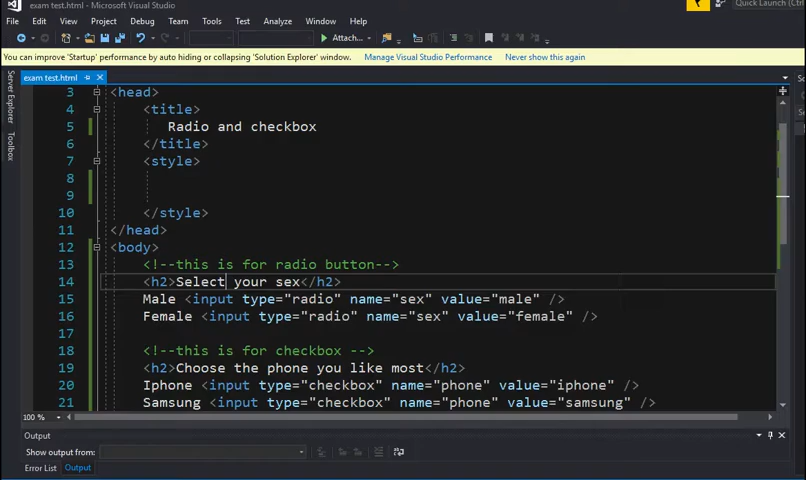 exam test.html - Microsoft Visual Studio
Quick Launch (Ctrl
File Edit View Project Debug Team Tools Test Analyze Window Help
Attach...
You can improve 'Startup' performance by auto hiding or collapsing 'Solution Explorer' window. Manage Visual Studio Performance Never show this again
Server Explorer
Toolbox
exam test.html
3 <head>
4 <title>
5 Radio and checkbox
6 </title>
7 <style>
8
9
10 </style>
11 </head>
12 <body>
13 <!--this is for radio button-->
14 <h2>Select your sex</h2>
15 Male <input type="radio" name="sex" value="male" />
16 Female <input type="radio" name="sex" value="female" />
17
18 <!--this is for checkbox -->
19 <h2>Choose the phone you like most</h2>
20 Iphone <input type="checkbox" name="phone" value="iphone" />
21 Samsung <input type="checkbox" name="phone" value="samsung" />
100 %
Output
Show output from:
Error List Output